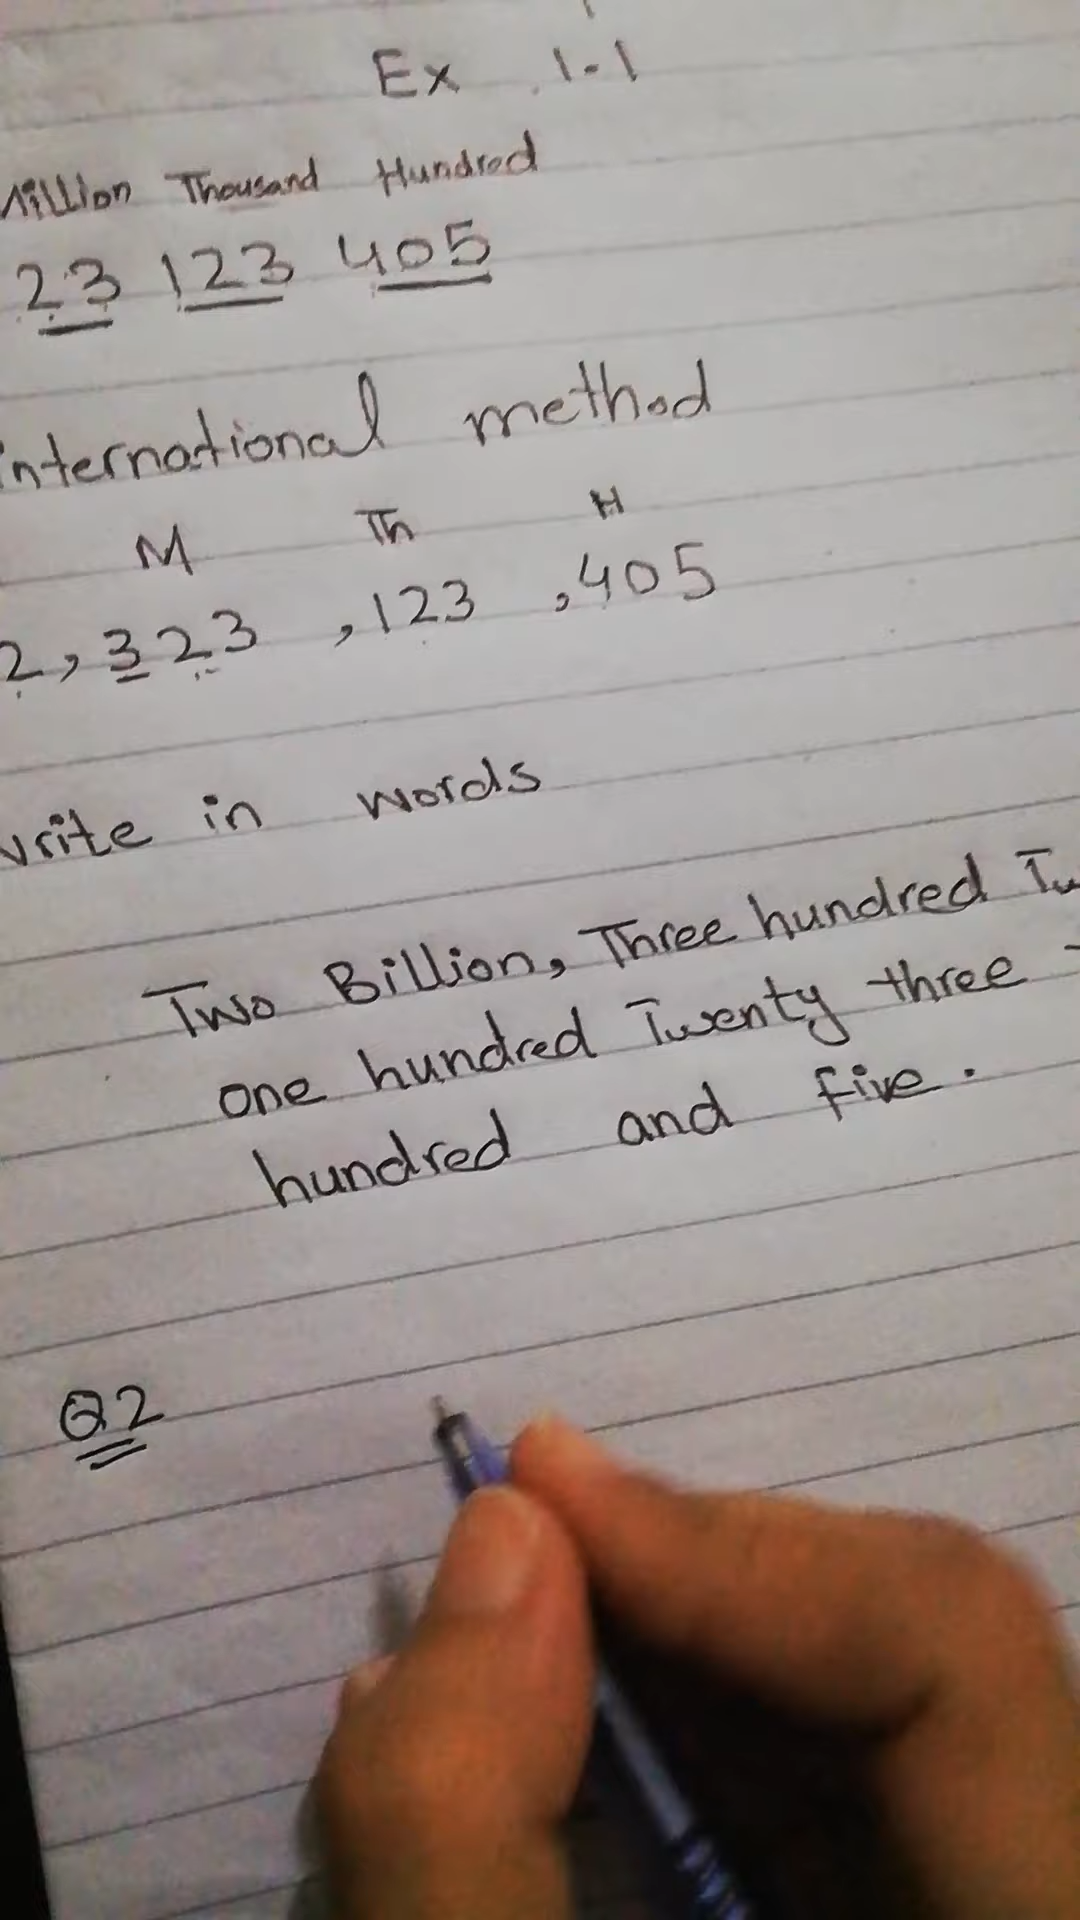 Ex 1-1
Million Thousand Hundred
23 123 405
international method
M Th H
2,323,123,405
write in words
Two Billion, Three hundred
one hundred Twenty three
hundred and five.
Q2